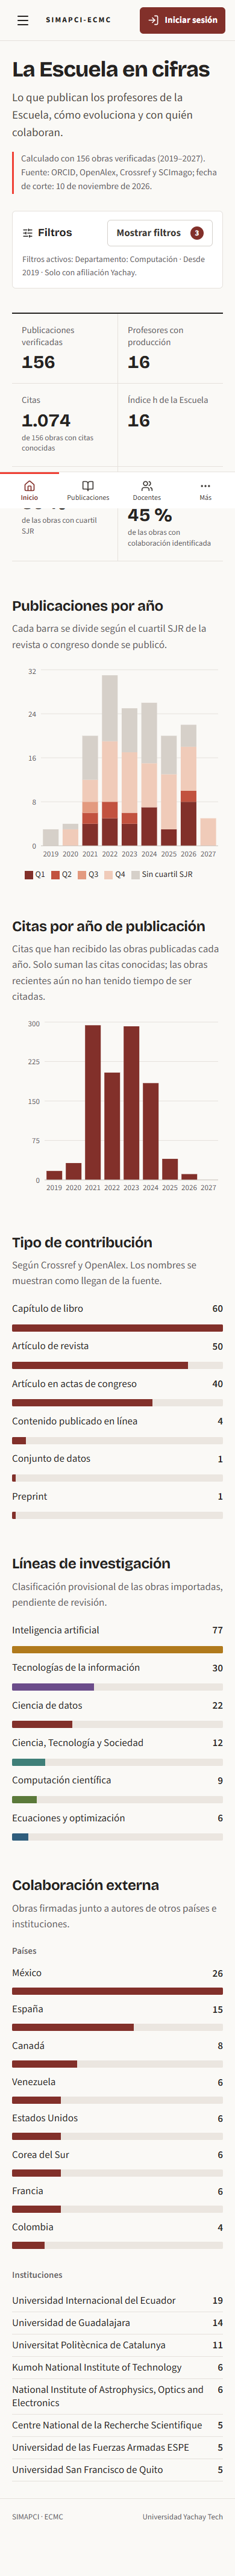 SIMAPCI-ECMC
Iniciar sesión
La Escuela en cifras
Lo que publican los profesores de la
Escuela, cómo evoluciona y con quién
colaboran.
Calculado con 156 obras verificadas (2019–2027).
Fuente: ORCID, OpenAlex, Crossref y SCImago; fecha
de corte: 10 de noviembre de 2026.
Filtros
Mostrar filtros 3
Filtros activos: Departamento: Computación · Desde
2019 · Solo con afiliación Yachay.
Publicaciones
verificadas
156
Profesores con
producción
16
Citas
1.074
de 156 obras con citas
conocidas
Índice h de la Escuela
16
Inicio
Publicaciones
Docentes
Más
de las obras con cuartil
SJR
45 %
de las obras con
colaboración identificada
Publicaciones por año
Cada barra se divide según el cuartil SJR de la
revista o congreso donde se publicó.
32
24
16
8
0
2019 2020 2021 2022 2023 2024 2025 2026 2027
Q1 Q2 Q3 Q4 Sin cuartil SJR
Citas por año de publicación
Citas que han recibido las obras publicadas cada
año. Solo suman las citas conocidas; las obras
recientes aún no han tenido tiempo de ser
citadas.
300
225
150
75
0
2019 2020 2021 2022 2023 2024 2025 2026 2027
Tipo de contribución
Según Crossref y OpenAlex. Los nombres se
muestran como llegan de la fuente.
Capítulo de libro 60
Artículo de revista 50
Artículo en actas de congreso 40
Contenido publicado en línea 4
Conjunto de datos 1
Preprint 1
Líneas de investigación
Clasificación provisional de las obras importadas,
pendiente de revisión.
Inteligencia artificial 77
Tecnologías de la información 30
Ciencia de datos 22
Ciencia, Tecnología y Sociedad 12
Computación científica 9
Ecuaciones y optimización 6
Colaboración externa
Obras firmadas junto a autores de otros países e
instituciones.
Países
México 26
España 15
Canadá 8
Venezuela 6
Estados Unidos 6
Corea del Sur 6
Francia 6
Colombia 4
Instituciones
Universidad Internacional del Ecuador 19
Universidad de Guadalajara 14
Universitat Politècnica de Catalunya 11
Kumoh National Institute of Technology 6
National Institute of Astrophysics, Optics and 6
Electronics
Centre National de la Recherche Scientifique 5
Universidad de las Fuerzas Armadas ESPE 5
Universidad San Francisco de Quito 5
SIMAPCI · ECMC
Universidad Yachay Tech